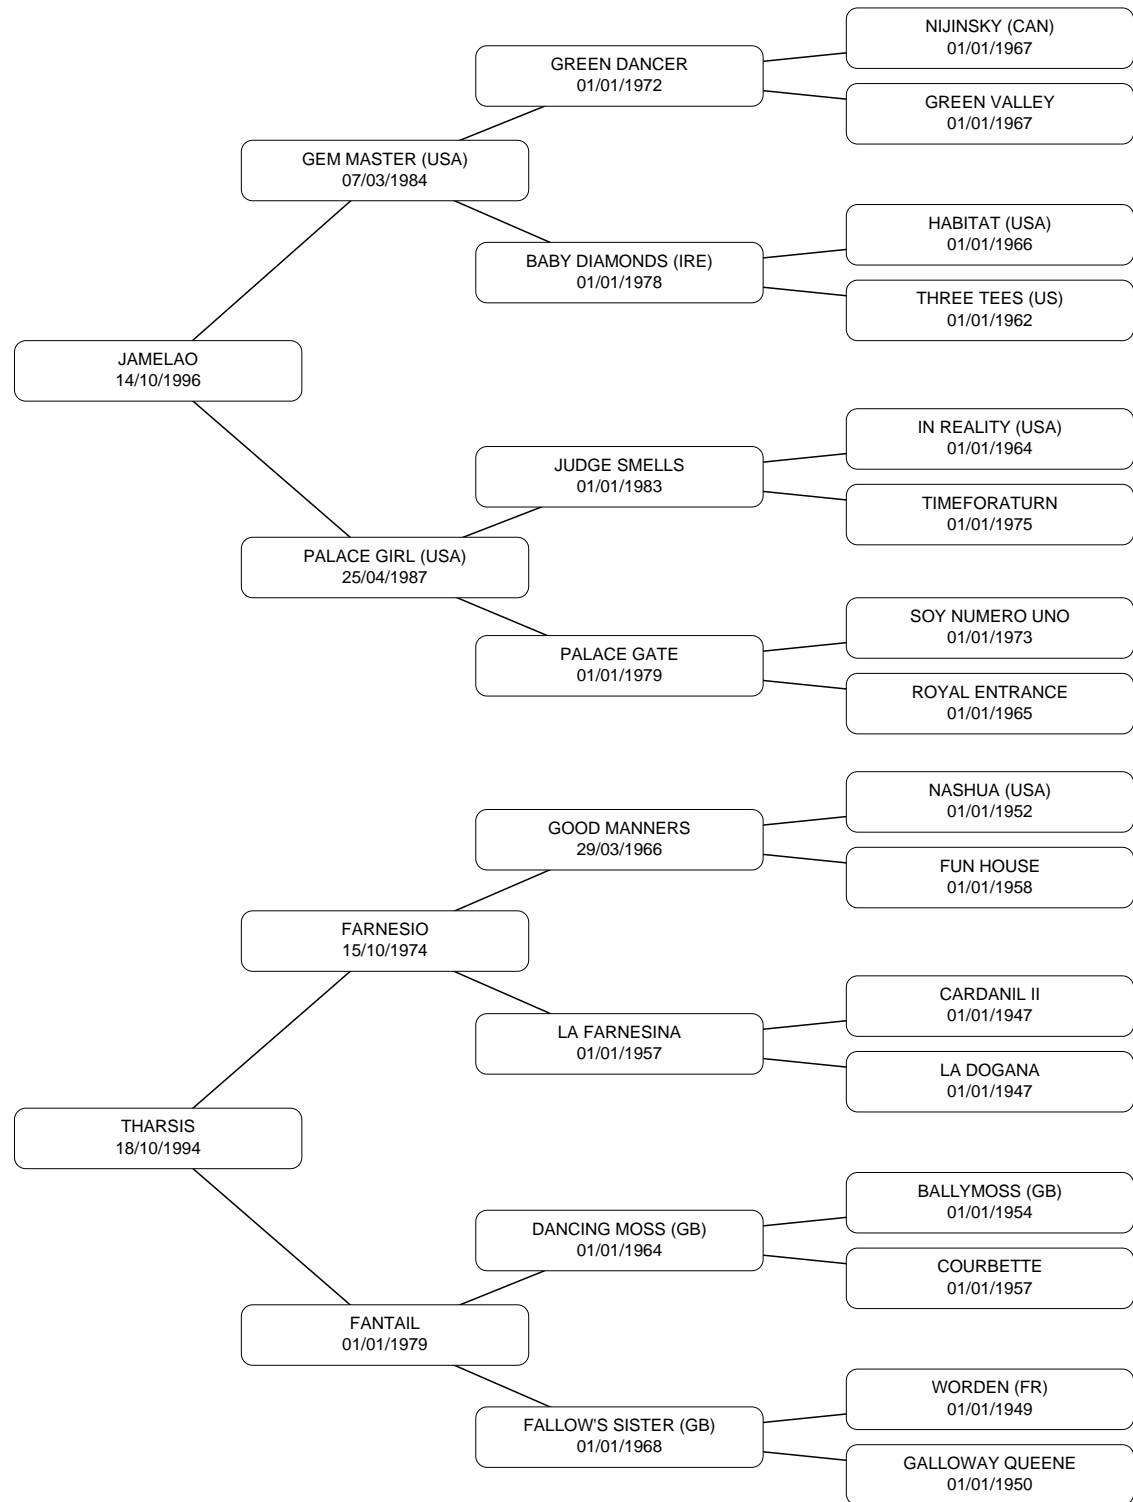 NIJINSKY (CAN)
01/01/1967
GREEN DANCER
01/01/1972
GREEN VALLEY
01/01/1967
GEM MASTER (USA)
07/03/1984
HABITAT (USA)
01/01/1966
BABY DIAMONDS (IRE)
01/01/1978
THREE TEES (US)
01/01/1962
JAMELAO
14/10/1996
IN REALITY (USA)
01/01/1964
JUDGE SMELLS
01/01/1983
TIMEFORATURN
01/01/1975
PALACE GIRL (USA)
25/04/1987
SOY NUMERO UNO
01/01/1973
PALACE GATE
01/01/1979
ROYAL ENTRANCE
01/01/1965
NASHUA (USA)
01/01/1952
GOOD MANNERS
29/03/1966
FUN HOUSE
01/01/1958
FARNESIO
15/10/1974
CARDANIL II
01/01/1947
LA FARNESINA
01/01/1957
LA DOGANA
01/01/1947
THARSIS
18/10/1994
BALLYMOSS (GB)
01/01/1954
DANCING MOSS (GB)
01/01/1964
COURBETTE
01/01/1957
FANTAIL
01/01/1979
WORDEN (FR)
01/01/1949
FALLOW'S SISTER (GB)
01/01/1968
GALLOWAY QUEENE
01/01/1950